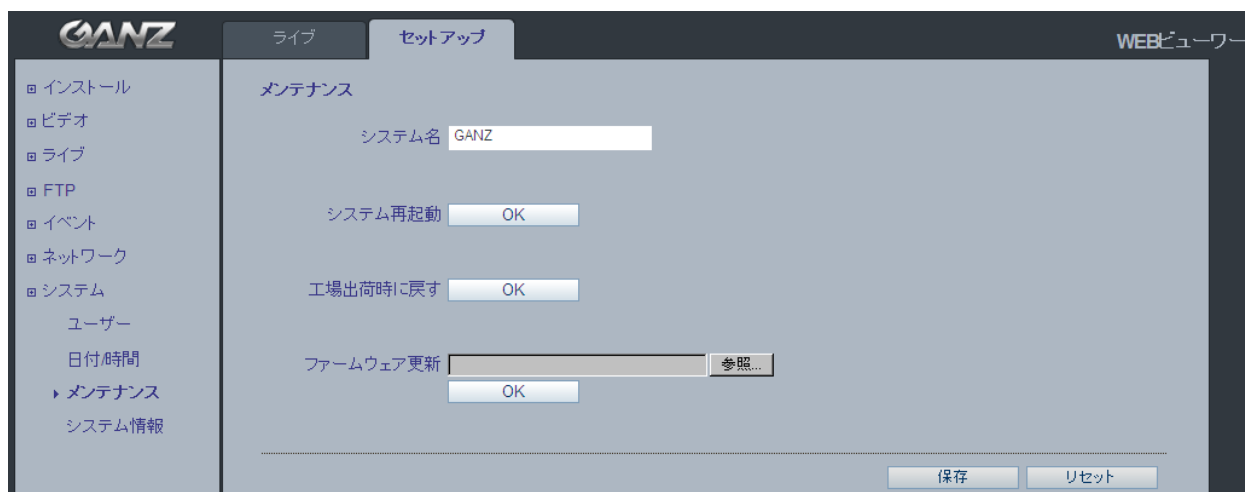 GANZ
ライブ
セットアップ
WEBビューワー
インストール
ビデオ
ライブ
FTP
イベント
ネットワーク
システム
ユーザー
日付/時間
メンテナンス
システム情報
メンテナンス
システム名 GANZ
システム再起動 OK
工場出荷時に戻す OK
ファームウェア更新 参照...
OK
保存 リセット